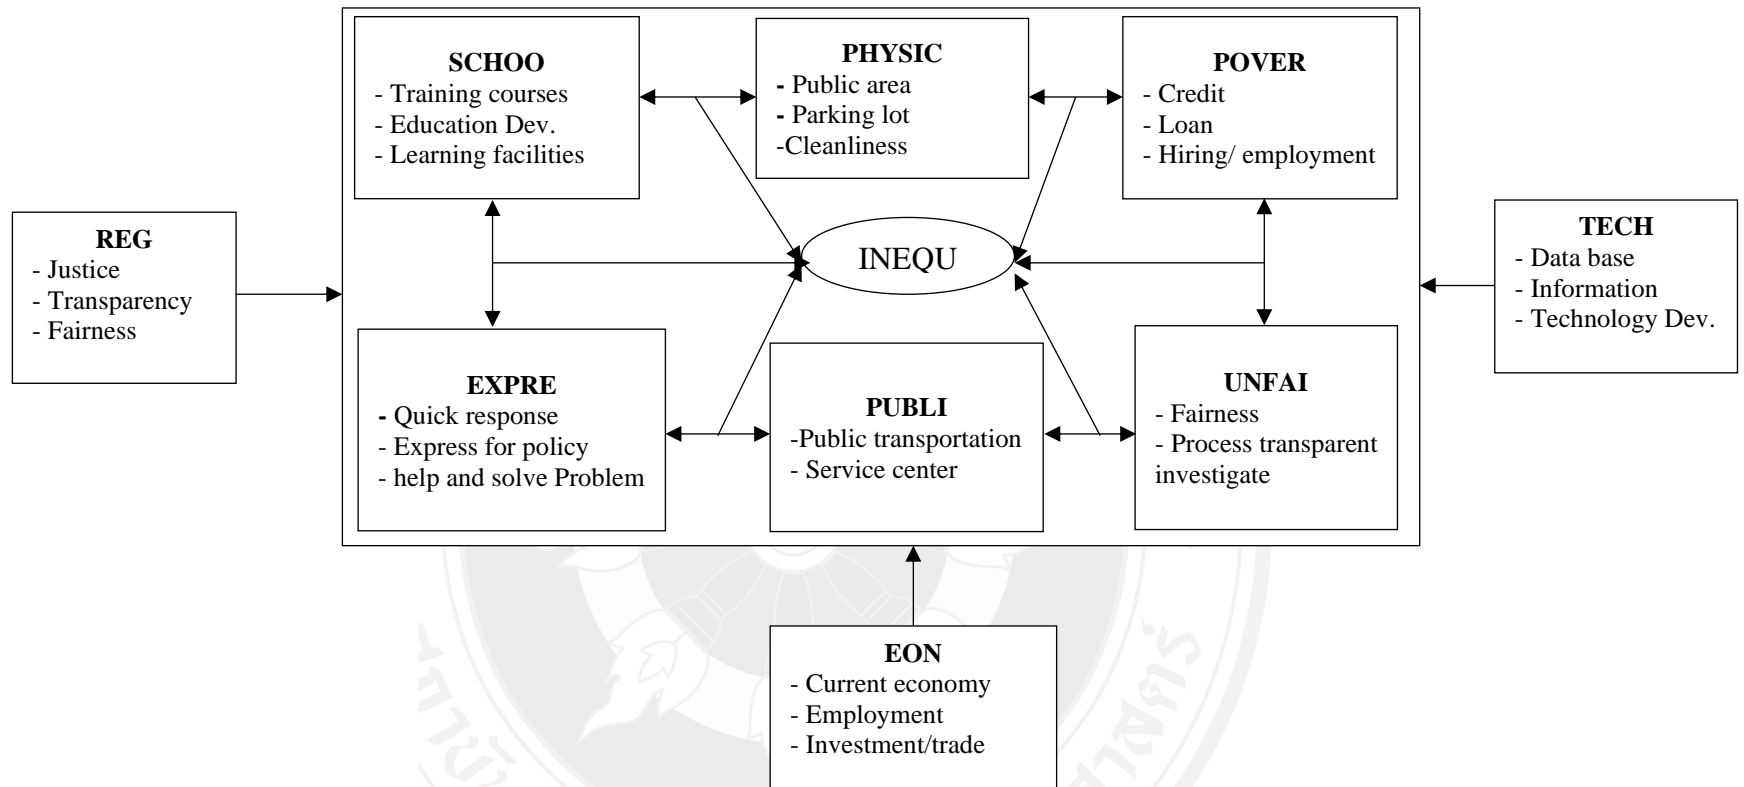 SCHOO
- Training courses
- Education Dev.
- Learning facilities
PHYSIC
- Public area
- Parking lot
-Cleanliness
POVER
- Credit
- Loan
- Hiring/ employment
REG
- Justice
- Transparency
- Fairness
INEQU
TECH
- Data base
- Information
- Technology Dev.
EXPRE
- Quick response
- Express for policy
- help and solve Problem
PUBLI
-Public transportation
- Service center
UNFAI
- Fairness
- Process transparent
investigate
EON
- Current economy
- Employment
- Investment/trade